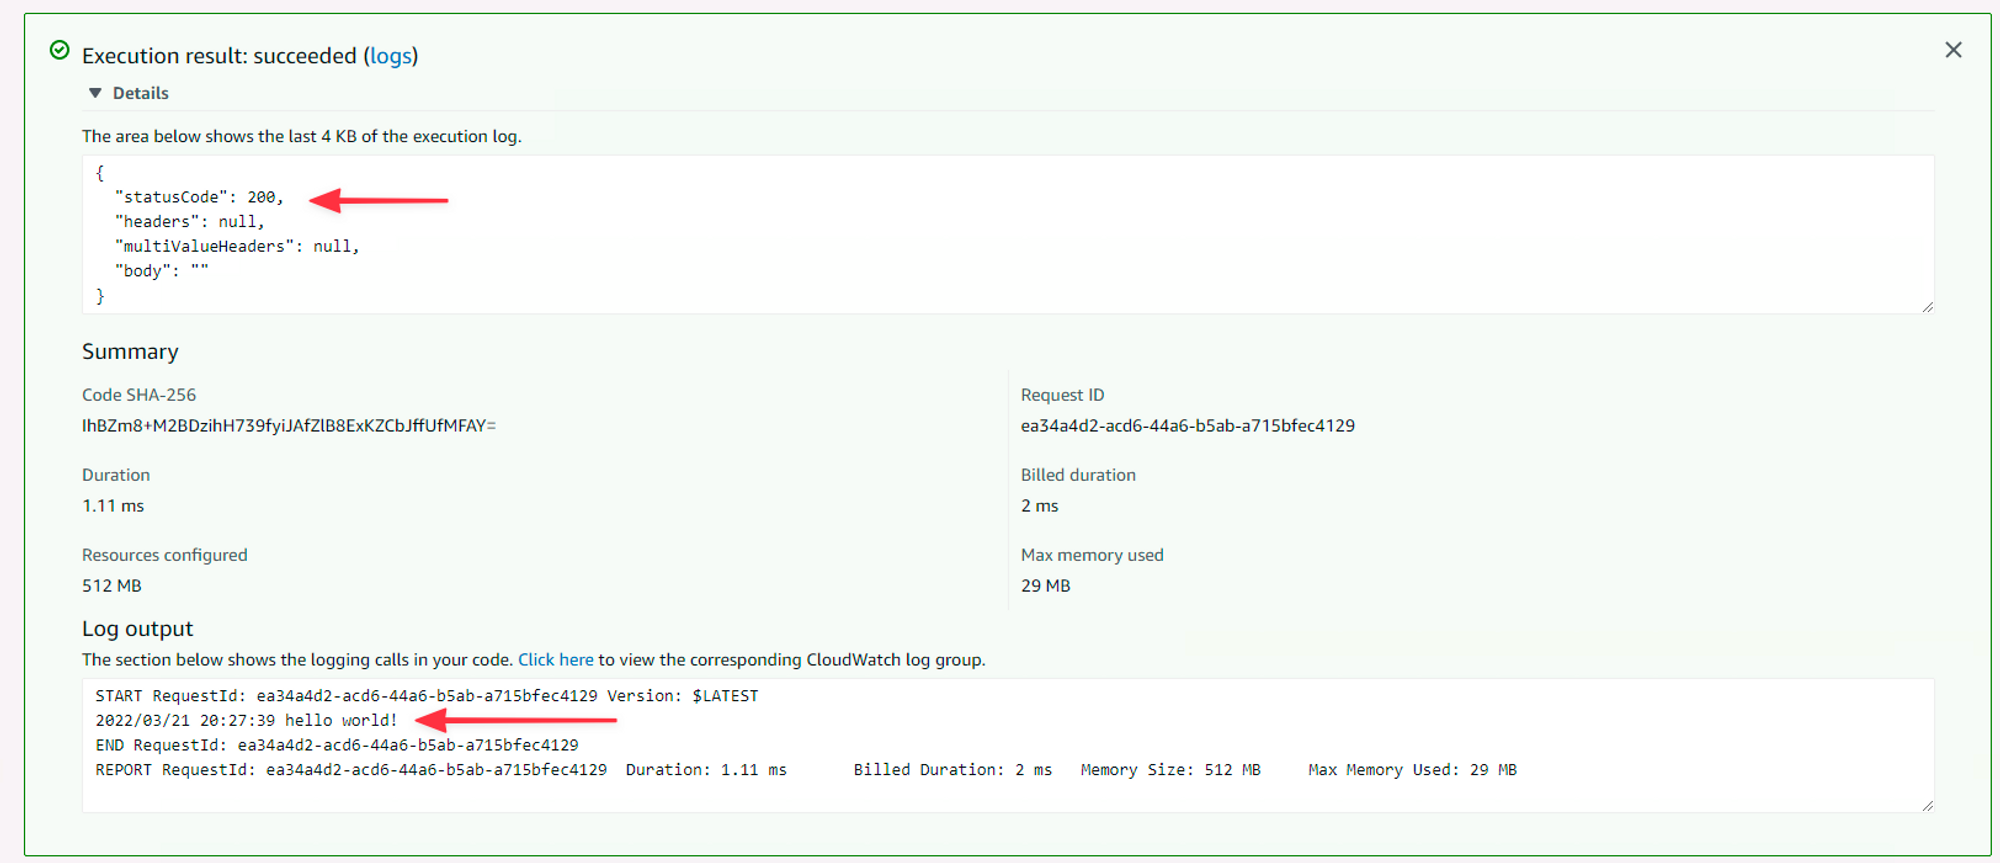 Execution result: succeeded (logs)
Details
The area below shows the last 4 KB of the execution log.
{
  "statusCode": 200,
  "headers": null,
  "multiValueHeaders": null,
  "body": ""
}
Summary
Code SHA-256
IhBZm8+M2BDzihH739fyiJAfZlB8ExKZCbJffUfMFAY=
Request ID
ea34a4d2-acd6-44a6-b5ab-a715bfec4129
Duration
1.11 ms
Billed duration
2 ms
Resources configured
512 MB
Max memory used
29 MB
Log output
The section below shows the logging calls in your code. Click here to view the corresponding CloudWatch log group.
START RequestId: ea34a4d2-acd6-44a6-b5ab-a715bfec4129 Version: $LATEST
2022/03/21 20:27:39 hello world!
END RequestId: ea34a4d2-acd6-44a6-b5ab-a715bfec4129
REPORT RequestId: ea34a4d2-acd6-44a6-b5ab-a715bfec4129  Duration: 1.11 ms       Billed Duration: 2 ms   Memory Size: 512 MB     Max Memory Used: 29 MB